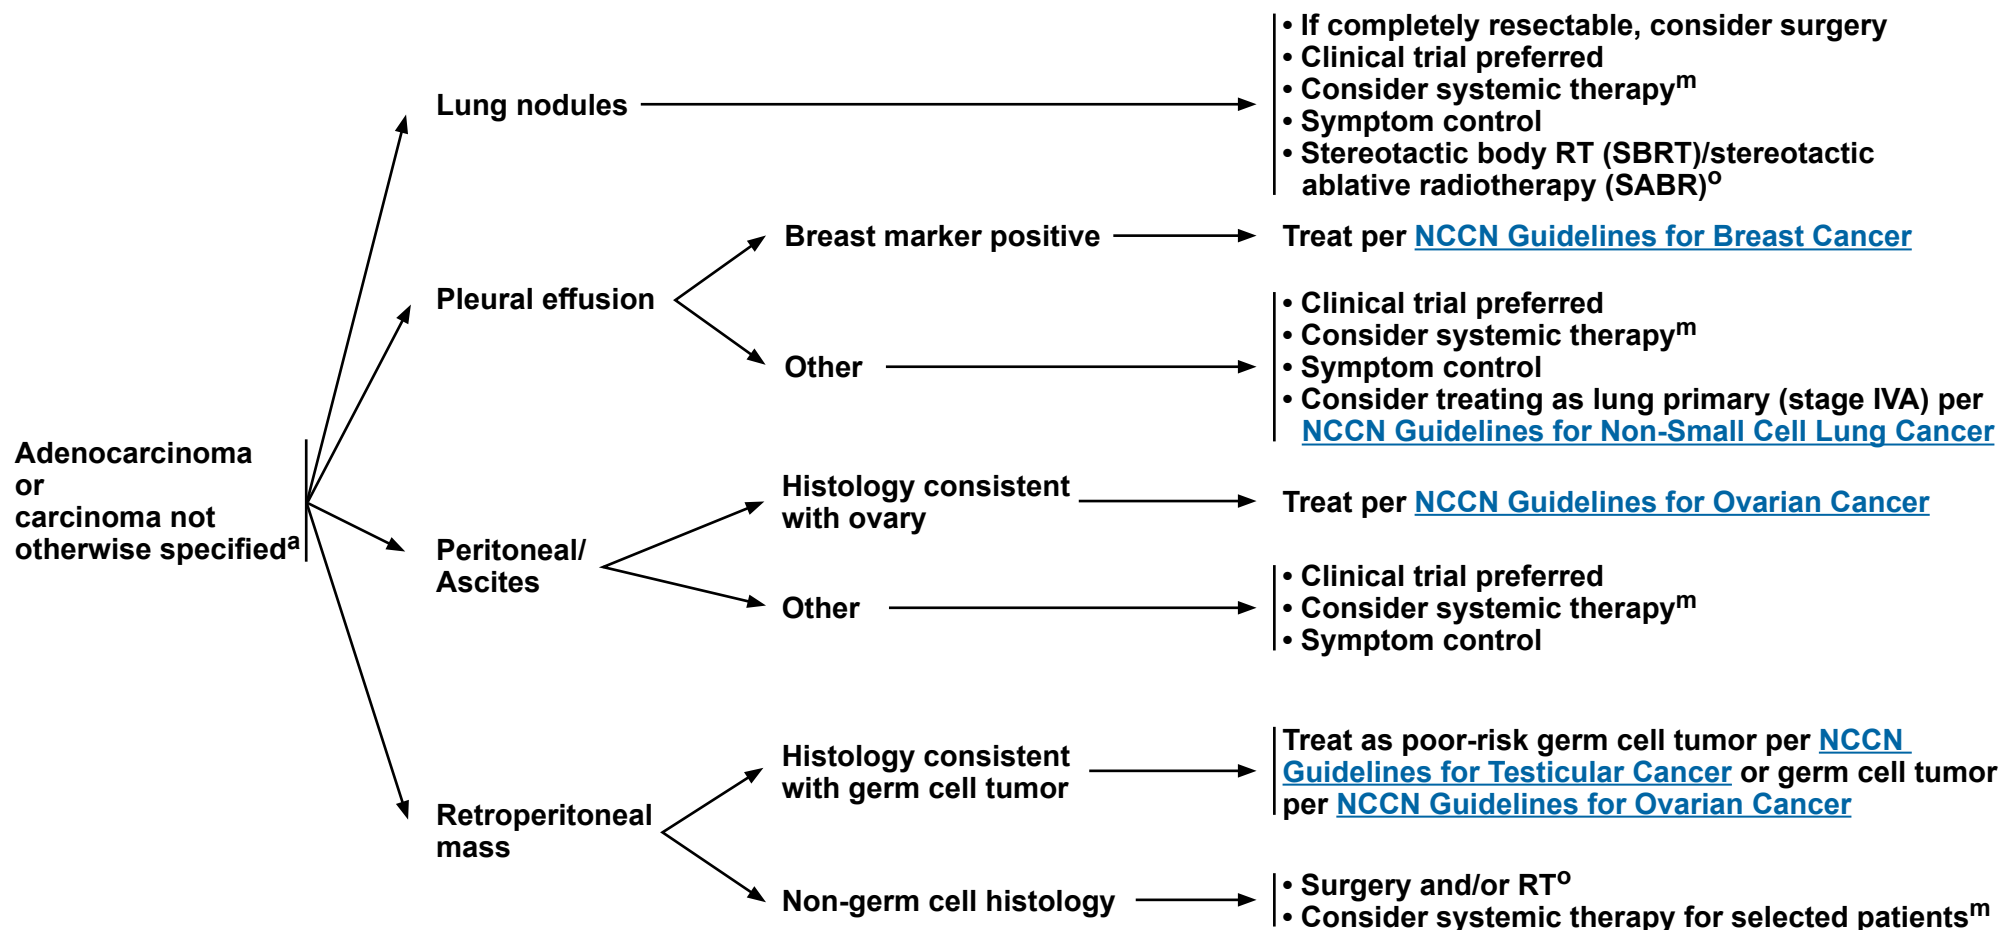 Adenocarcinoma
or
carcinoma not
otherwise specifiedᵃ
Lung nodules
• If completely resectable, consider surgery
• Clinical trial preferred
• Consider systemic therapyᵐ
• Symptom control
• Stereotactic body RT (SBRT)/stereotactic
ablative radiotherapy (SABR)ᵒ
Pleural effusion
Breast marker positive
Treat per NCCN Guidelines for Breast Cancer
Other
• Clinical trial preferred
• Consider systemic therapyᵐ
• Symptom control
• Consider treating as lung primary (stage IVA) per
NCCN Guidelines for Non-Small Cell Lung Cancer
Peritoneal/
Ascites
Histology consistent
with ovary
Treat per NCCN Guidelines for Ovarian Cancer
Other
• Clinical trial preferred
• Consider systemic therapyᵐ
• Symptom control
Retroperitoneal
mass
Histology consistent
with germ cell tumor
Treat as poor-risk germ cell tumor per NCCN
Guidelines for Testicular Cancer or germ cell tumor
per NCCN Guidelines for Ovarian Cancer
Non-germ cell histology
• Surgery and/or RTᵒ
• Consider systemic therapy for selected patientsᵐ